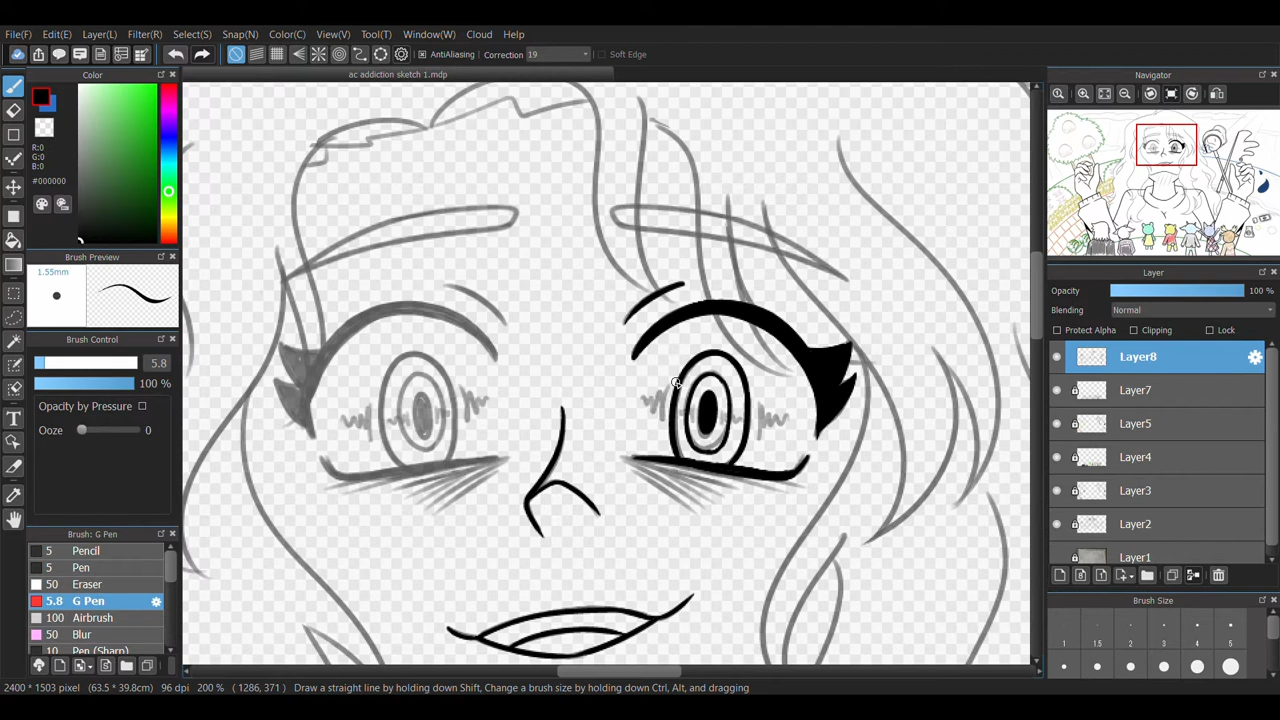 File(F) Edit(E) Layer(L) Filter(R) Select(S) Snap(N) Color(C) View(V) Tool(T) Window(W) Cloud Help(H)
AntiAliasing Correction 19 Soft Edge
Color
ac addiction sketch 1.mdp
Navigator
R:0
G:0
B:0
#000000
Brush Preview
1.55mm
Layer
Opacity 100 %
Blending Normal
Protect Alpha Clipping Lock
Brush Control
5.8
100 %
Opacity by Pressure
Ooze 0
Layer8
Layer7
Layer5
Layer4
Layer3
Layer2
Layer1
Brush: G Pen
5 Pencil
5 Pen
50 Eraser
5.8 G Pen
100 Airbrush
50 Blur
10 Pen (Sharp)
Brush Size
1 1.5 2 3 4 5
2400 * 1503 pixel (63.5 * 39.8cm) 96 dpi 200 % ( 1286, 371) Draw a straight line by holding down Shift, Change a brush size by holding down Ctrl, Alt, and dragging